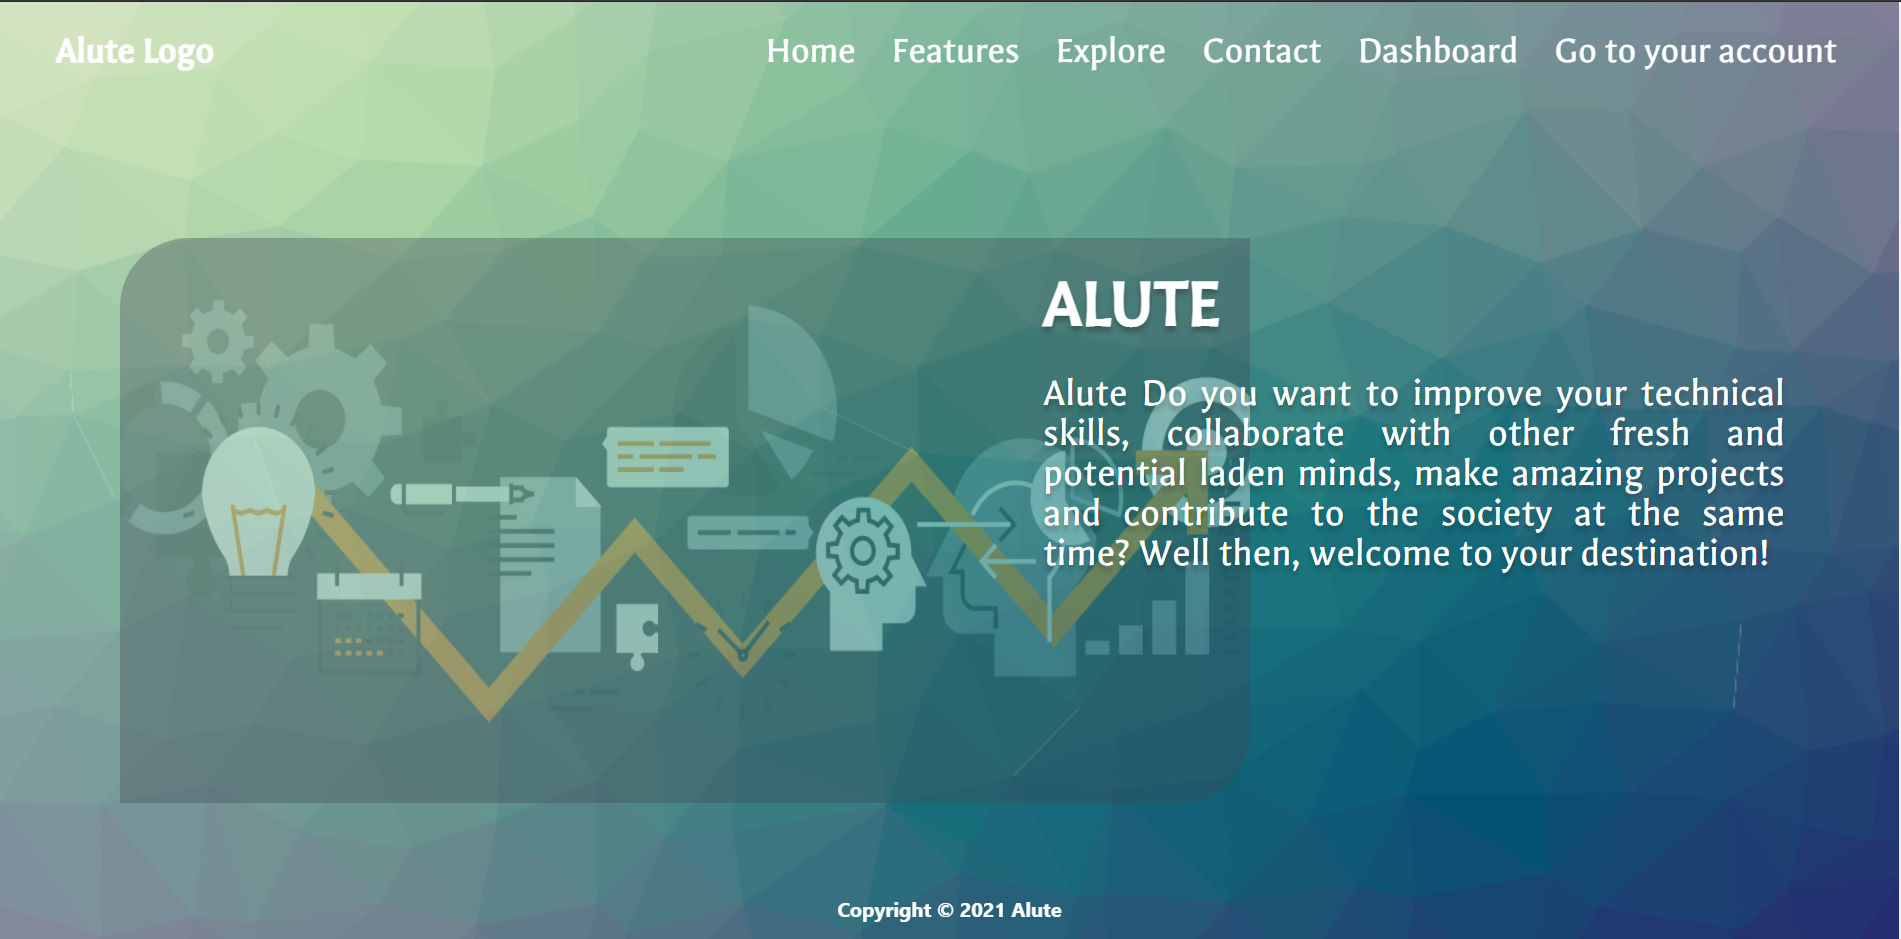 Alute Logo
Home Features Explore Contact Dashboard Go to your account
ALUTE
Alute Do you want to improve your technical
skills, collaborate with other fresh and
potential laden minds, make amazing projects
and contribute to the society at the same
time? Well then, welcome to your destination!
Copyright © 2021 Alute